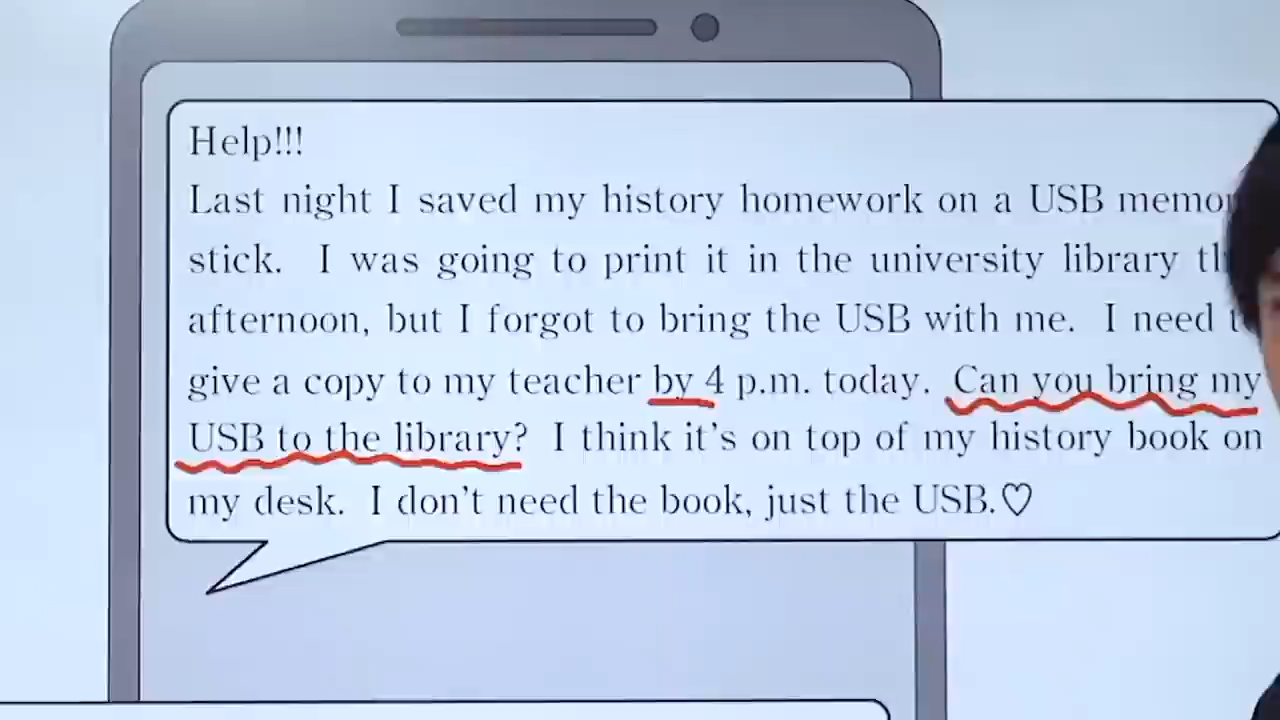 Help!!!
Last night I saved my history homework on a USB
stick. I was going to print it in the university library
afternoon, but I forgot to bring the USB with me. I need
give a copy to my teacher by 4 p.m. today. Can you bring my
USB to the library? I think it's on top of my history book on
my desk. I don't need the book, just the USB.♡